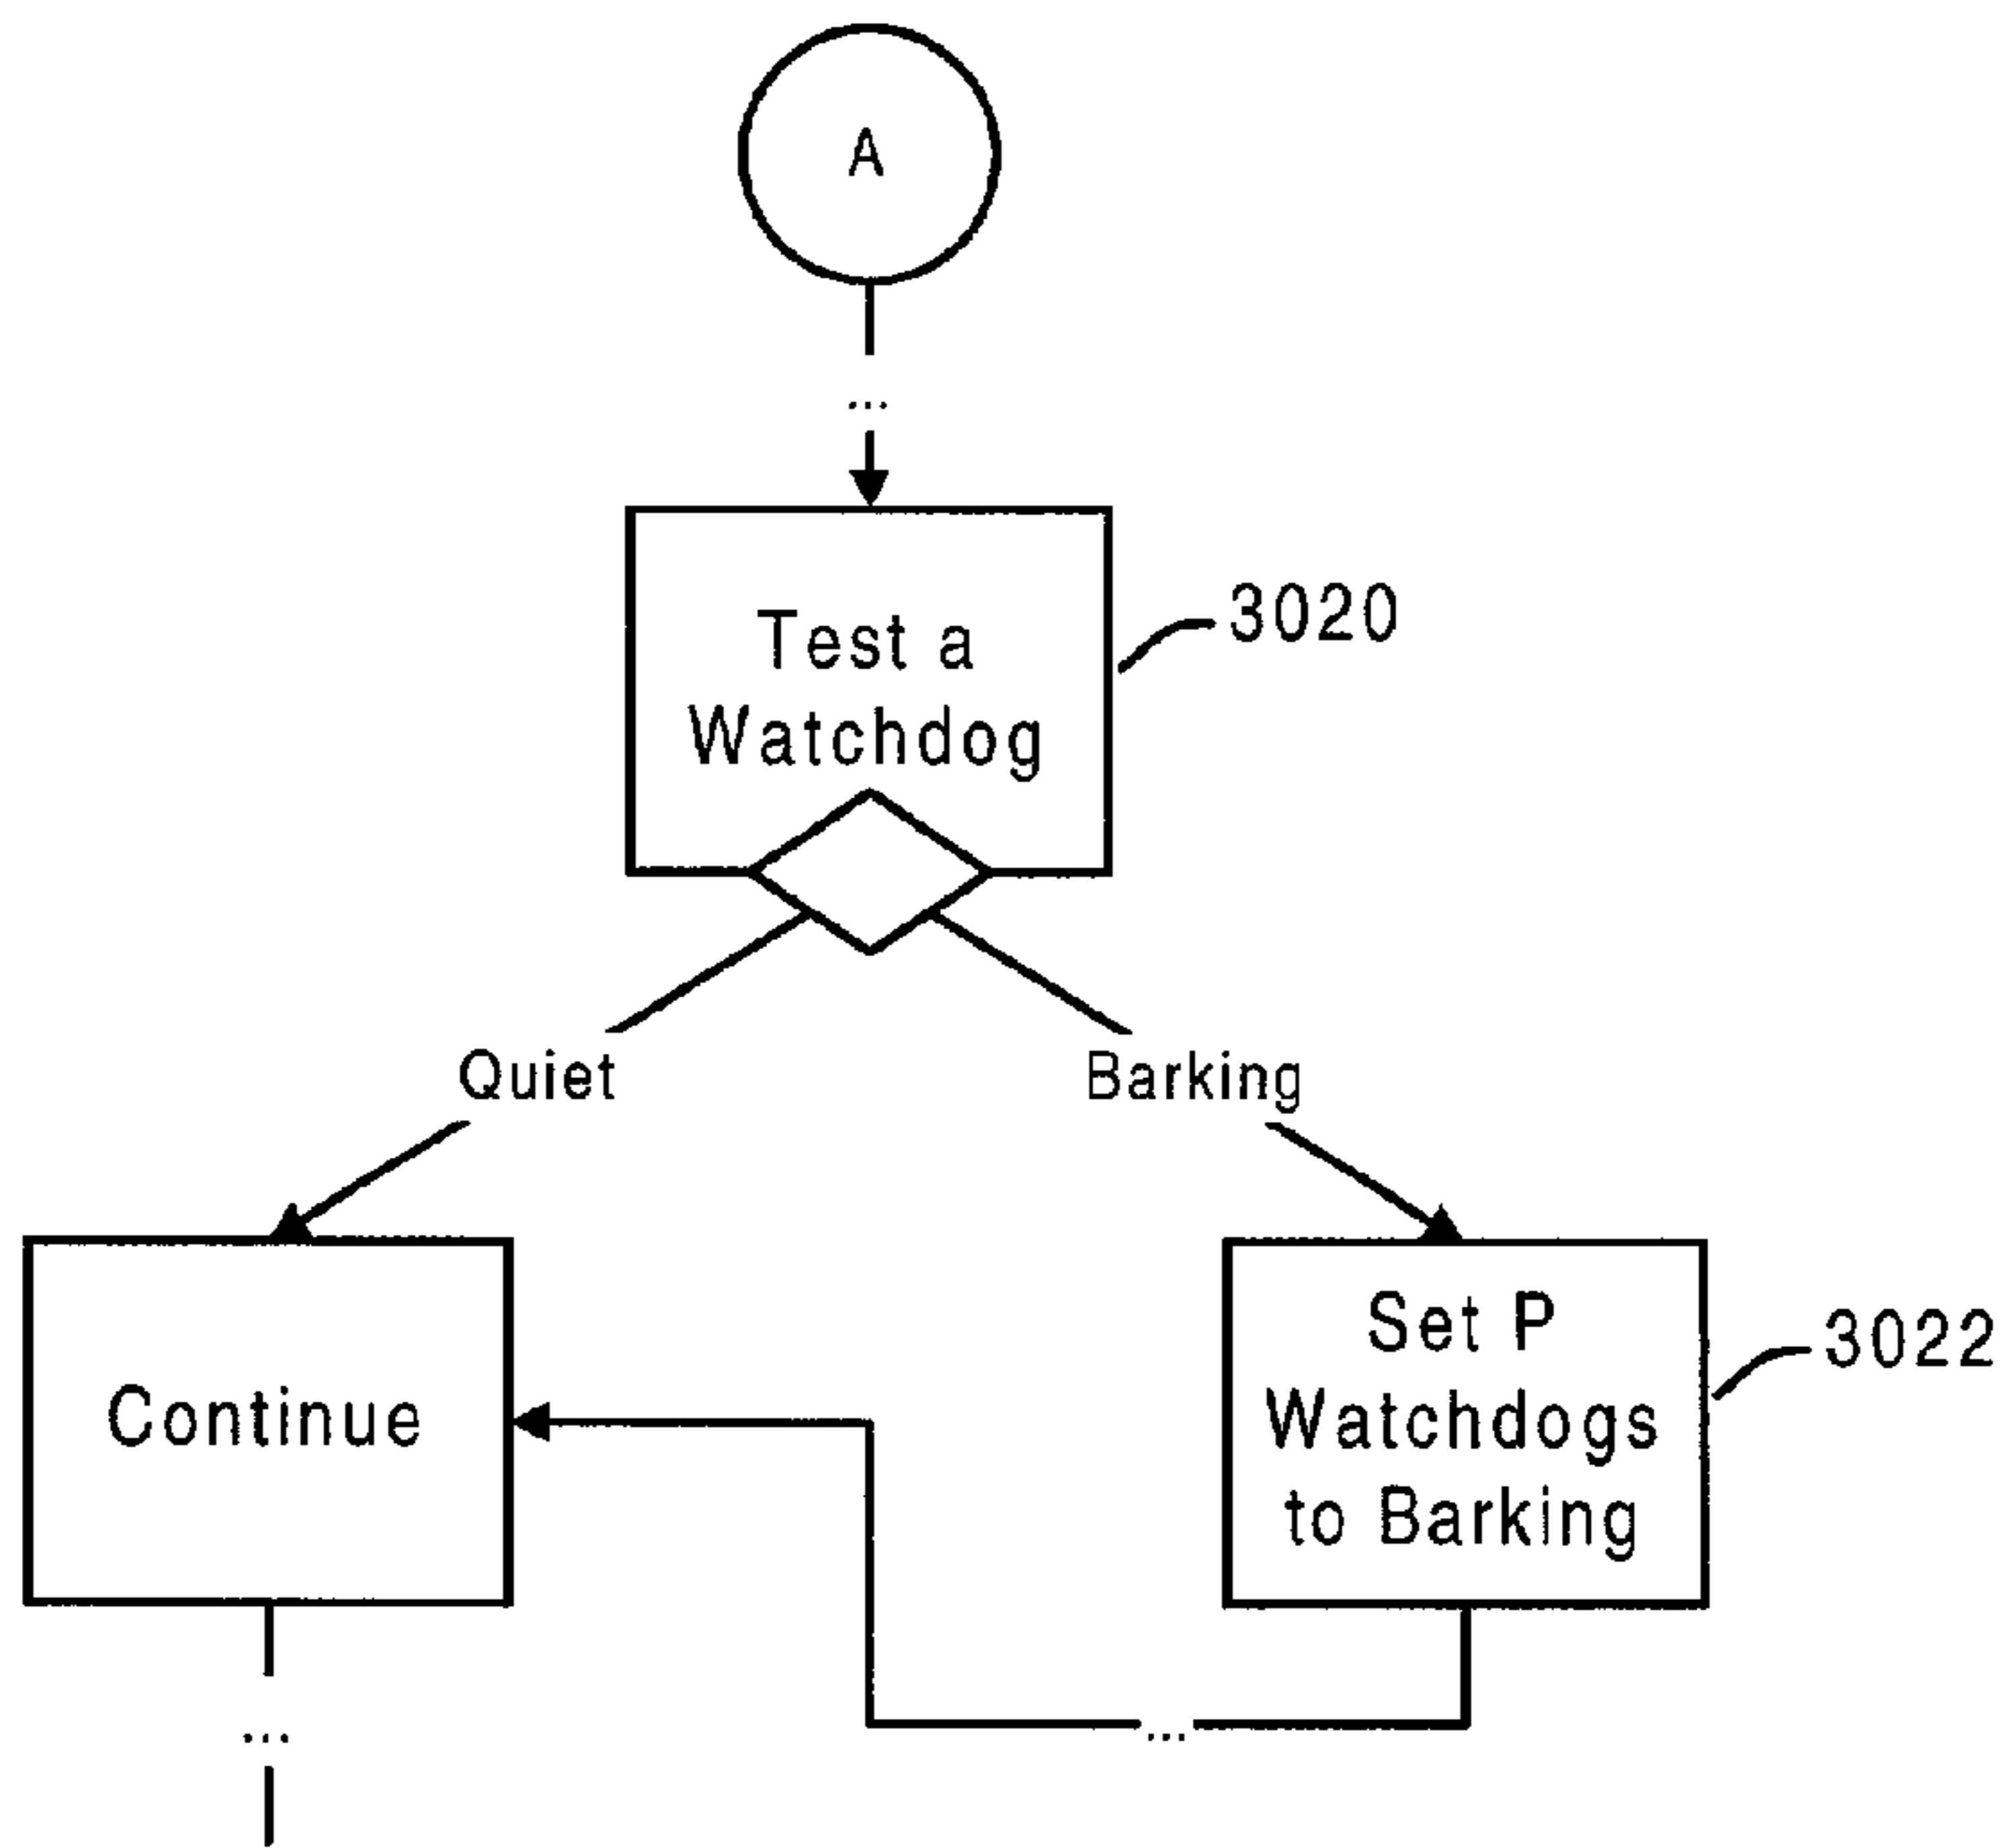 A
...
Test a
Watchdog
3020
Quiet
Barking
Continue
Set P
Watchdogs
to Barking
3022
...
...